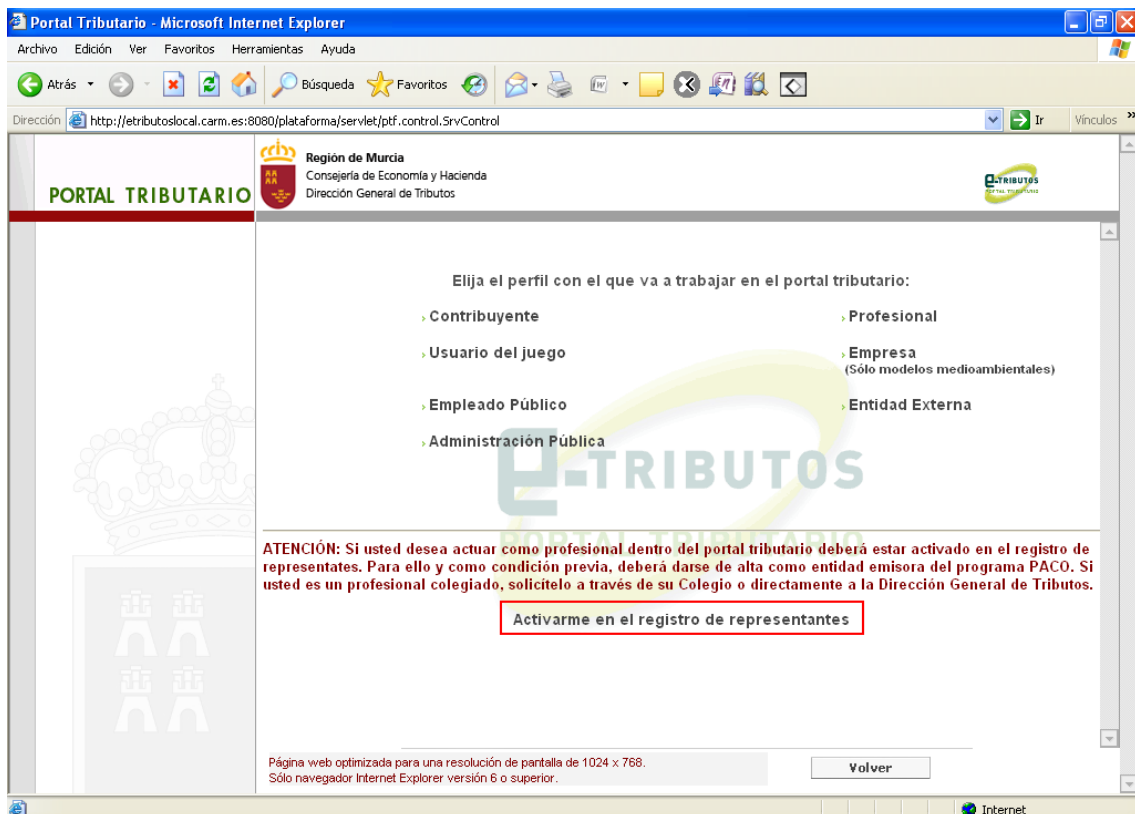 Portal Tributario - Microsoft Internet Explorer
Archivo Edición Ver Favoritos Herramientas Ayuda
Atrás Búsqueda Favoritos
Dirección http://etributoslocal.carm.es:8080/plataforma/servlet/ptf.control.SrvControl Ir Vínculos »
PORTAL TRIBUTARIO
Región de Murcia
Consejería de Economía y Hacienda
Dirección General de Tributos
e-TRIBUTOS
PORTAL TRIBUTARIO
Elija el perfil con el que va a trabajar en el portal tributario:
› Contribuyente › Profesional
› Usuario del juego › Empresa
(Sólo modelos medioambientales)
› Empleado Público › Entidad Externa
› Administración Pública
e-TRIBUTOS
PORTAL TRIBUTARIO
ATENCIÓN: Si usted desea actuar como profesional dentro del portal tributario deberá estar activado en el registro de
representates. Para ello y como condición previa, deberá darse de alta como entidad emisora del programa PACO. Si
usted es un profesional colegiado, solicítelo a través de su Colegio o directamente a la Dirección General de Tributos.
Activarme en el registro de representantes
Página web optimizada para una resolución de pantalla de 1024 x 768.
Sólo navegador Internet Explorer versión 6 o superior.
Volver
Internet